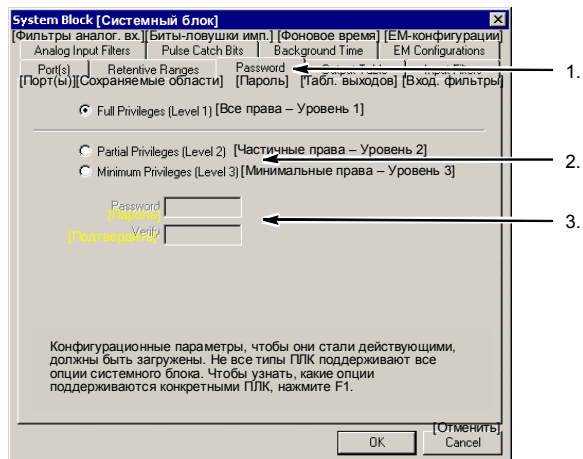 System Block [Системный блок]
[Фильтры аналог. вх.][Биты-ловушки имп.] [Фоновое время] [ЕМ-конфигурации]
Analog Input Filters Pulse Catch Bits Background Time EM Configurations
Port(s) Retentive Ranges Password Output Table Input Filters
[Порт(ы)][Сохраняемые области] [Пароль] [Табл. выходов] [Вход. фильтры]
1.
Full Privileges (Level 1) [Все права – Уровень 1]
Partial Privileges (Level 2) [Частичные права – Уровень 2]
2.
Minimum Privileges (Level 3) [Минимальные права – Уровень 3]
Password
[Пароль]
3.
Verify
[Подтвердить]
Конфигурационные параметры, чтобы они стали действующими,
должны быть загружены. Не все типы ПЛК поддерживают все
опции системного блока. Чтобы узнать, какие опции
поддерживаются конкретными ПЛК, нажмите F1.
[Отменить]
OK Cancel